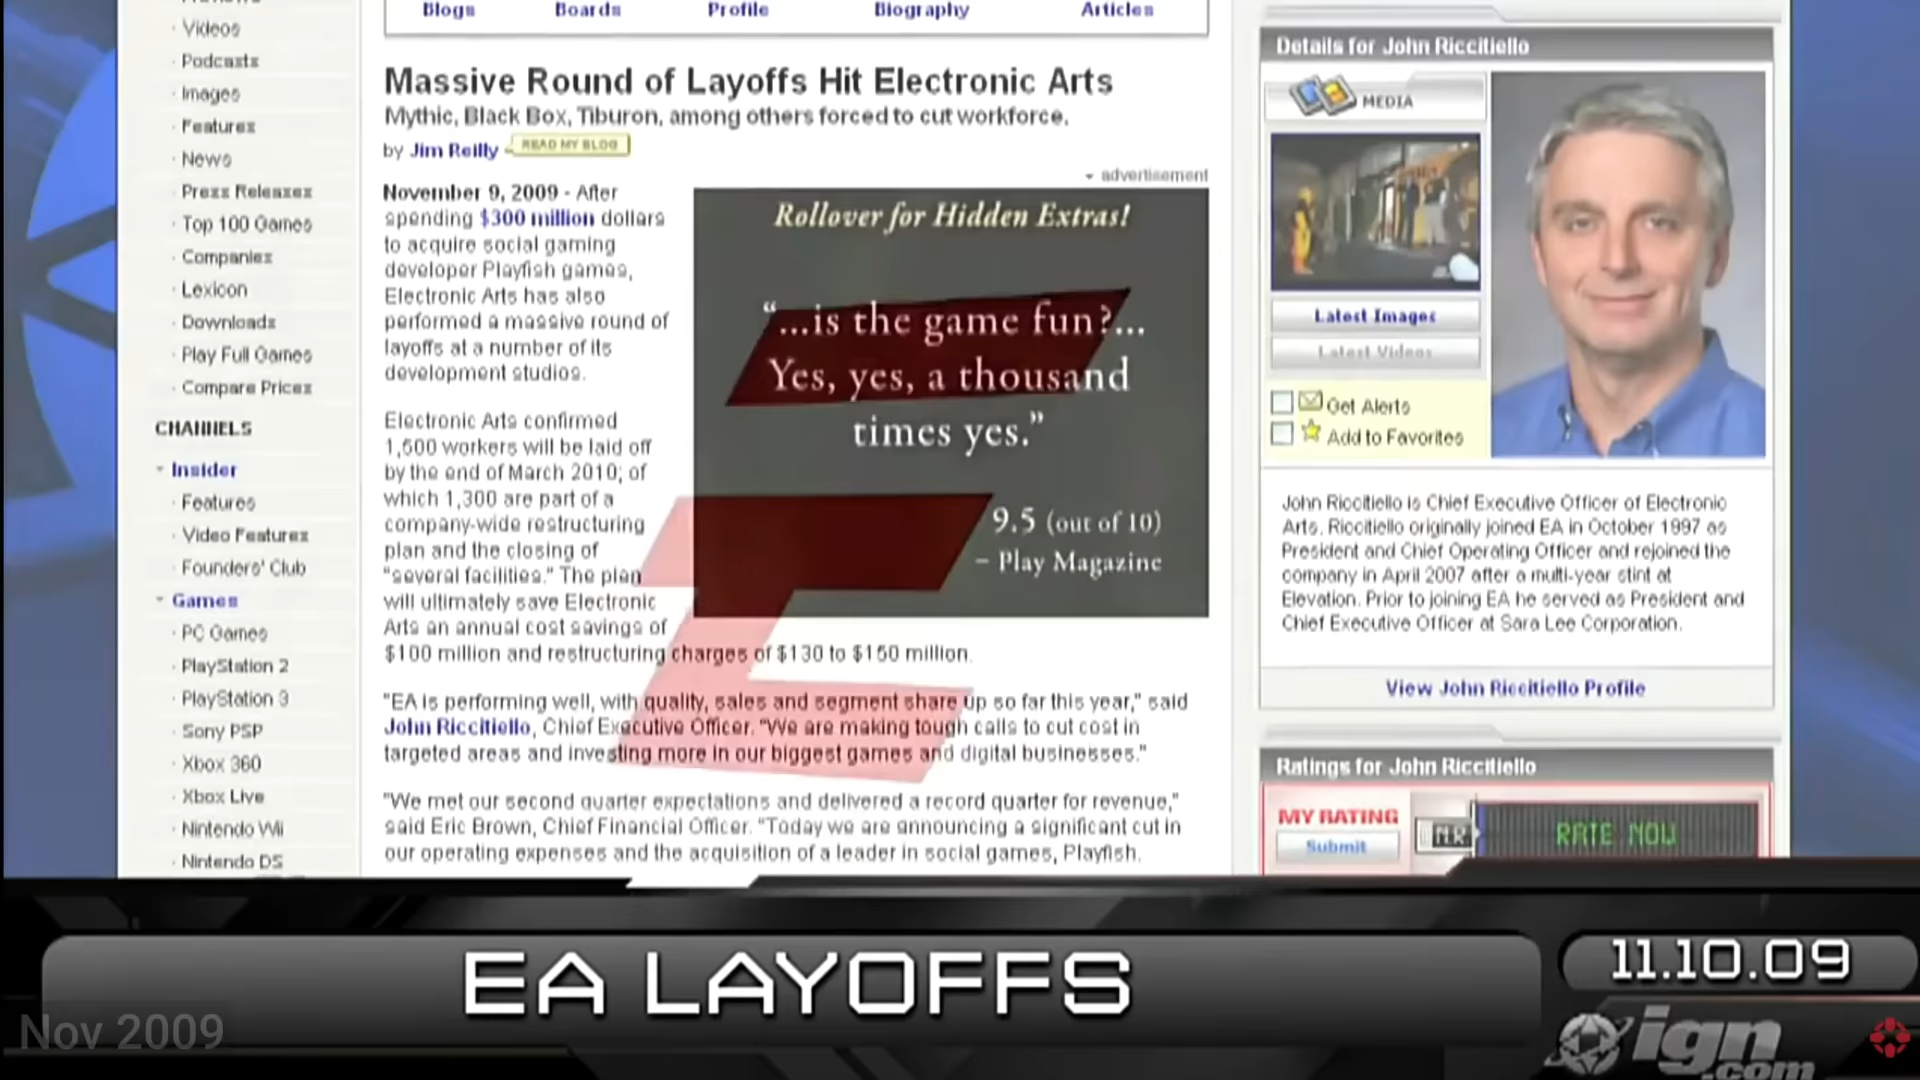 Videos
Podcasts
Images
Features
News
Press Releases
Top 100 Games
Companies
Lexicon
Downloads
Play Full Games
Compare Prices
CHANNELS
Insider
Features
Video Features
Founders' Club
Games
PC Games
PlayStation 2
PlayStation 3
Sony PSP
Xbox 360
Xbox Live
Nintendo Wii
Nintendo DS
Blogs Boards Profile Biography Articles
Massive Round of Layoffs Hit Electronic Arts
Mythic, Black Box, Tiburon, among others forced to cut workforce.
by Jim Reilly READ MY BLOG
advertisement
November 9, 2009 - After
spending $300 million dollars
to acquire social gaming
developer Playfish games,
Electronic Arts has also
performed a massive round of
layoffs at a number of its
development studios.
Electronic Arts confirmed
1,500 workers will be laid off
by the end of March 2010; of
which 1,300 are part of a
company-wide restructuring
plan and the closing of
"several facilities." The plan
will ultimately save Electronic
Arts an annual cost savings of
$100 million and restructuring charges of $130 to $150 million.
Rollover for Hidden Extras!
"...is the game fun?...
Yes, yes, a thousand
times yes."
9.5 (out of 10)
– Play Magazine
"EA is performing well, with quality, sales and segment share up so far this year," said
John Riccitiello, Chief Executive Officer. "We are making tough calls to cut cost in
targeted areas and investing more in our biggest games and digital businesses."
"We met our second quarter expectations and delivered a record quarter for revenue,"
said Eric Brown, Chief Financial Officer. "Today we are announcing a significant cut in
our operating expenses and the acquisition of a leader in social games, Playfish.
Details for John Riccitiello
MEDIA
Latest Images
Latest Videos
Get Alerts
Add to Favorites
John Riccitiello is Chief Executive Officer of Electronic
Arts. Riccitiello originally joined EA in October 1997 as
President and Chief Operating Officer and rejoined the
company in April 2007 after a multi-year stint at
Elevation. Prior to joining EA he served as President and
Chief Executive Officer at Sara Lee Corporation.
View John Riccitiello Profile
Ratings for John Riccitiello
MY RATING
Submit
N.R
RATE NOW
EA LAYOFFS
11.10.09
Nov 2009
ign.com